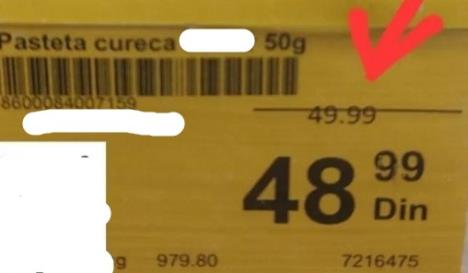 Pasteta cureca 50g
8600084007159
49.99
48 99
Din
g 979.80 7216475